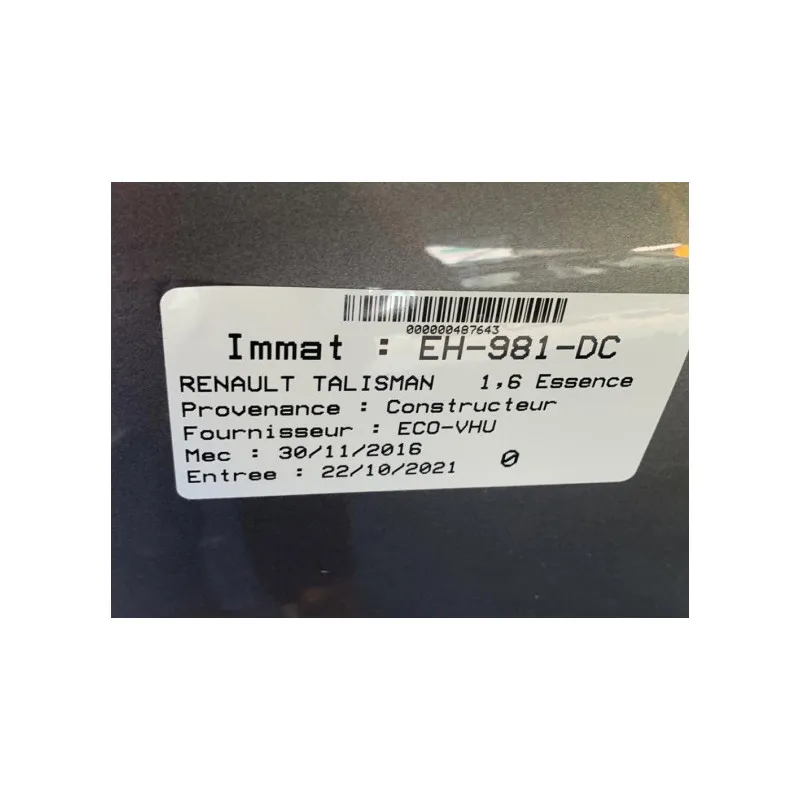 000000487643
Immat : EH-981-DC
RENAULT TALISMAN 1,6 Essence
Provenance : Constructeur
Fournisseur : ECO-VHU
Mec : 30/11/2016
Entree : 22/10/2021 0